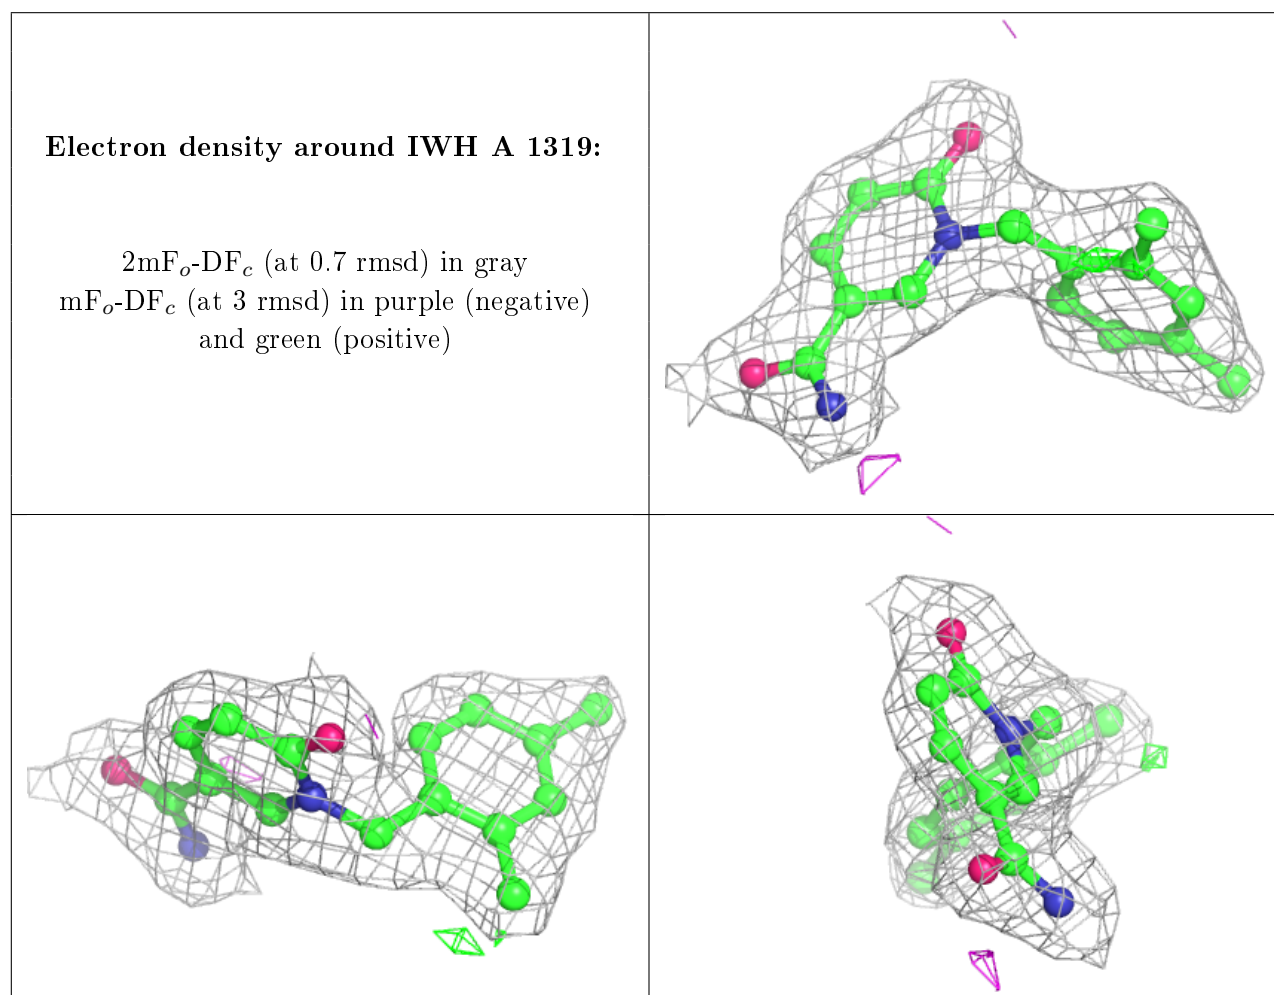 Electron density around IWH A 1319:
2mFo-DFc (at 0.7 rmsd) in gray
mFo-DFc (at 3 rmsd) in purple (negative)
and green (positive)